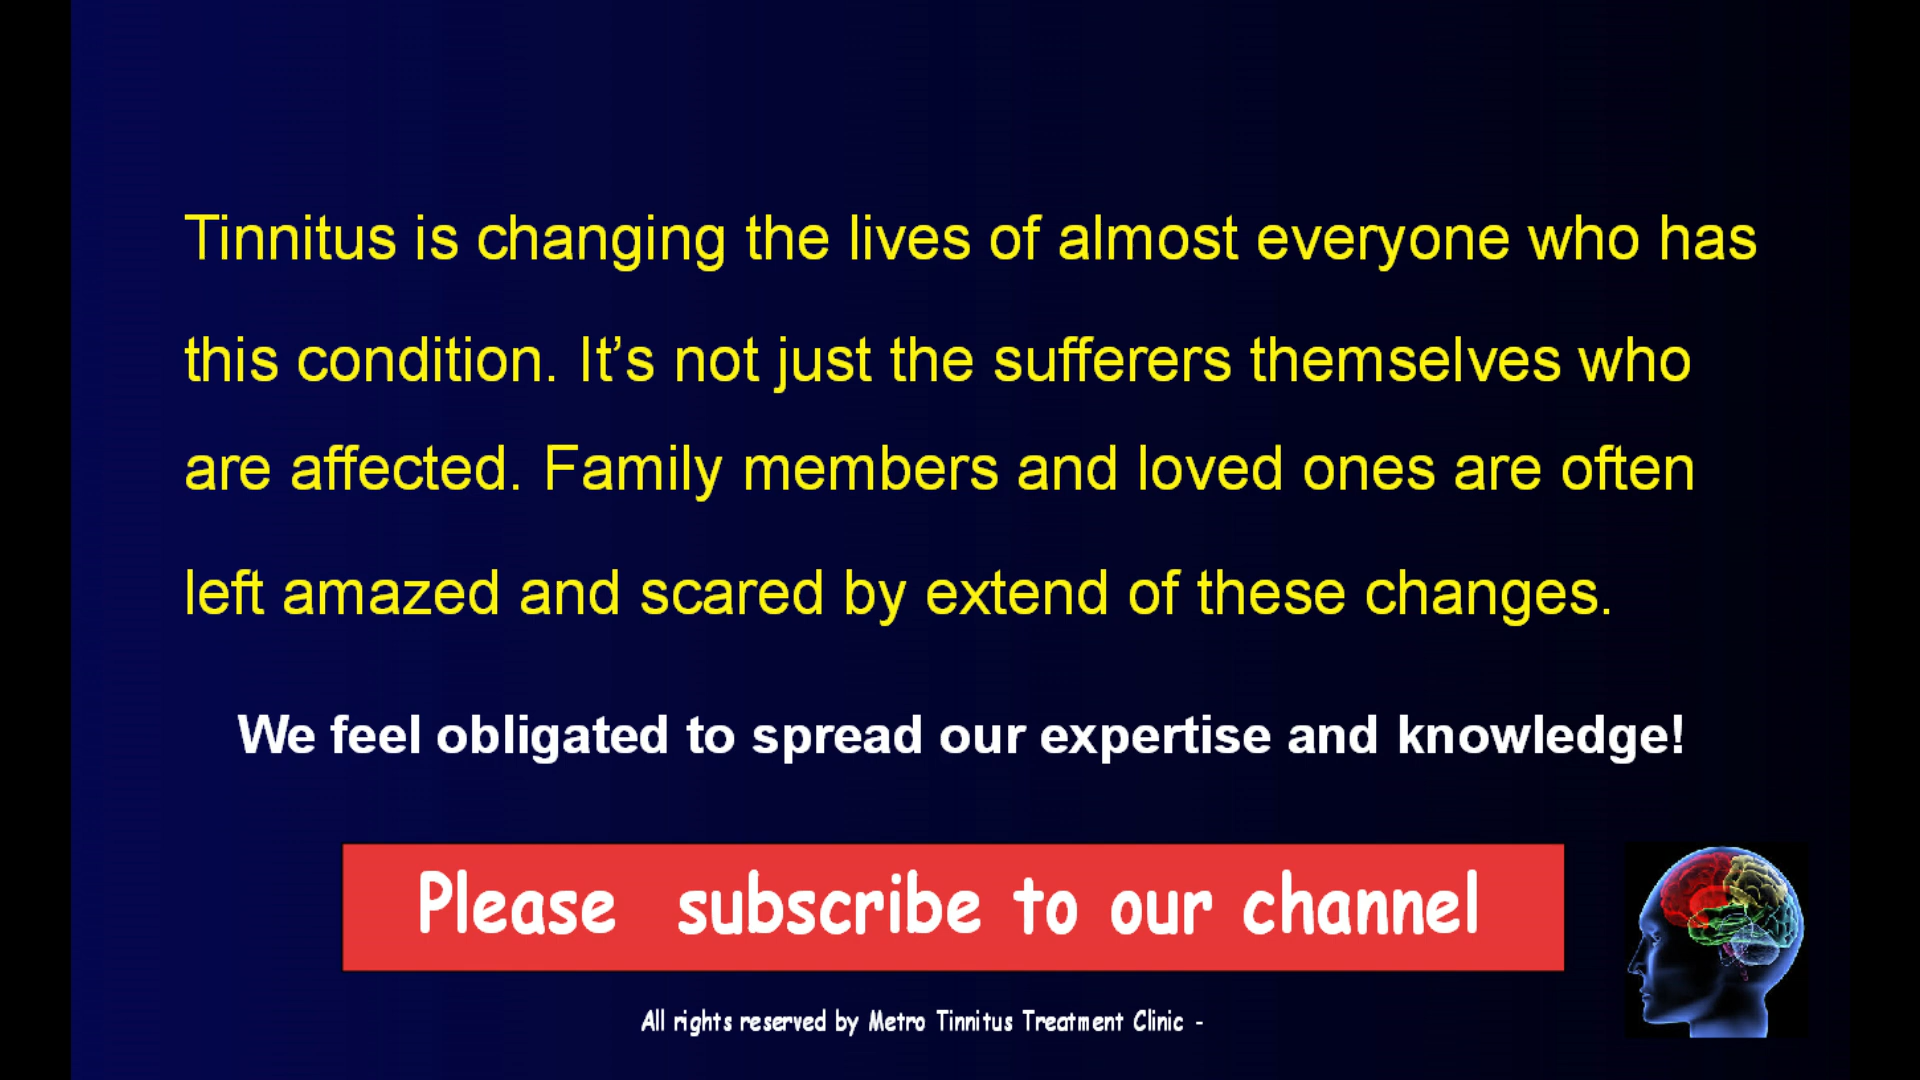 Tinnitus is changing the lives of almost everyone who has
this condition. It’s not just the sufferers themselves who
are affected. Family members and loved ones are often
left amazed and scared by extend of these changes.
We feel obligated to spread our expertise and knowledge!
Please subscribe to our channel
All rights reserved by Metro Tinnitus Treatment Clinic -